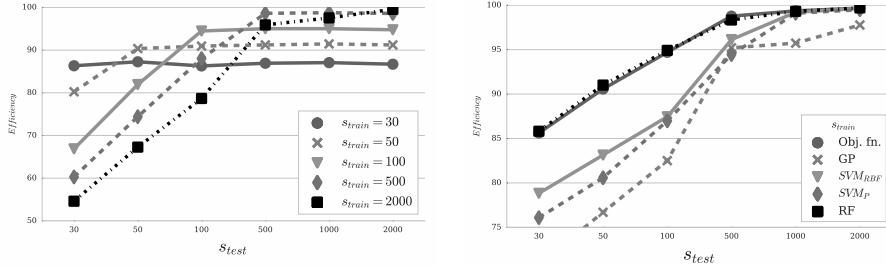 100
90
80
70
60
50
Efficiency
30 50 100 500 1000 2000
s_test
s_train = 30
s_train = 50
s_train = 100
s_train = 500
s_train = 2000
100
95
90
85
80
75
Efficiency
30 50 100 500 1000 2000
s_test
s_train
Obj. fn.
GP
SVM_RBF
SVM_P
RF